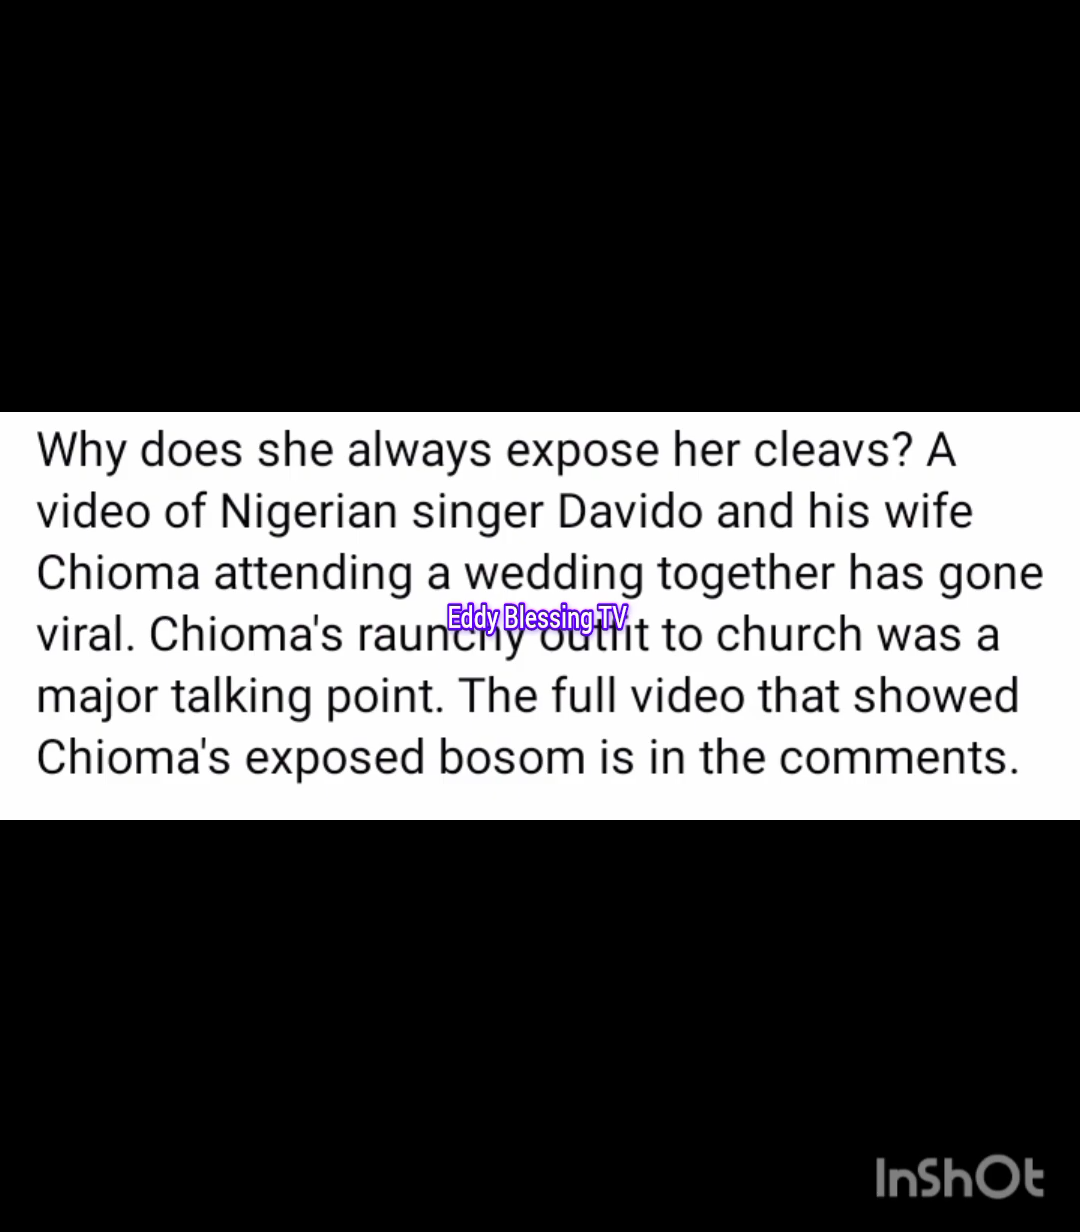 Why does she always expose her cleavs? A
video of Nigerian singer Davido and his wife
Chioma attending a wedding together has gone
Eddy Blessing TV
viral. Chioma's raunchy outfit to church was a
major talking point. The full video that showed
Chioma's exposed bosom is in the comments.
InShOt